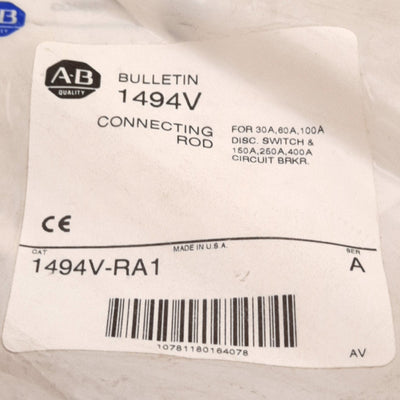 A-B
QUALITY
BULLETIN
1494V
CONNECTING
ROD
FOR 30A,60A,100A
DISC. SWITCH &
150A,250A,400A
CIRCUIT BRKR.
CE
CAT
MADE IN U.S.A.
SER
1494V-RA1
A
10781180164078
AV